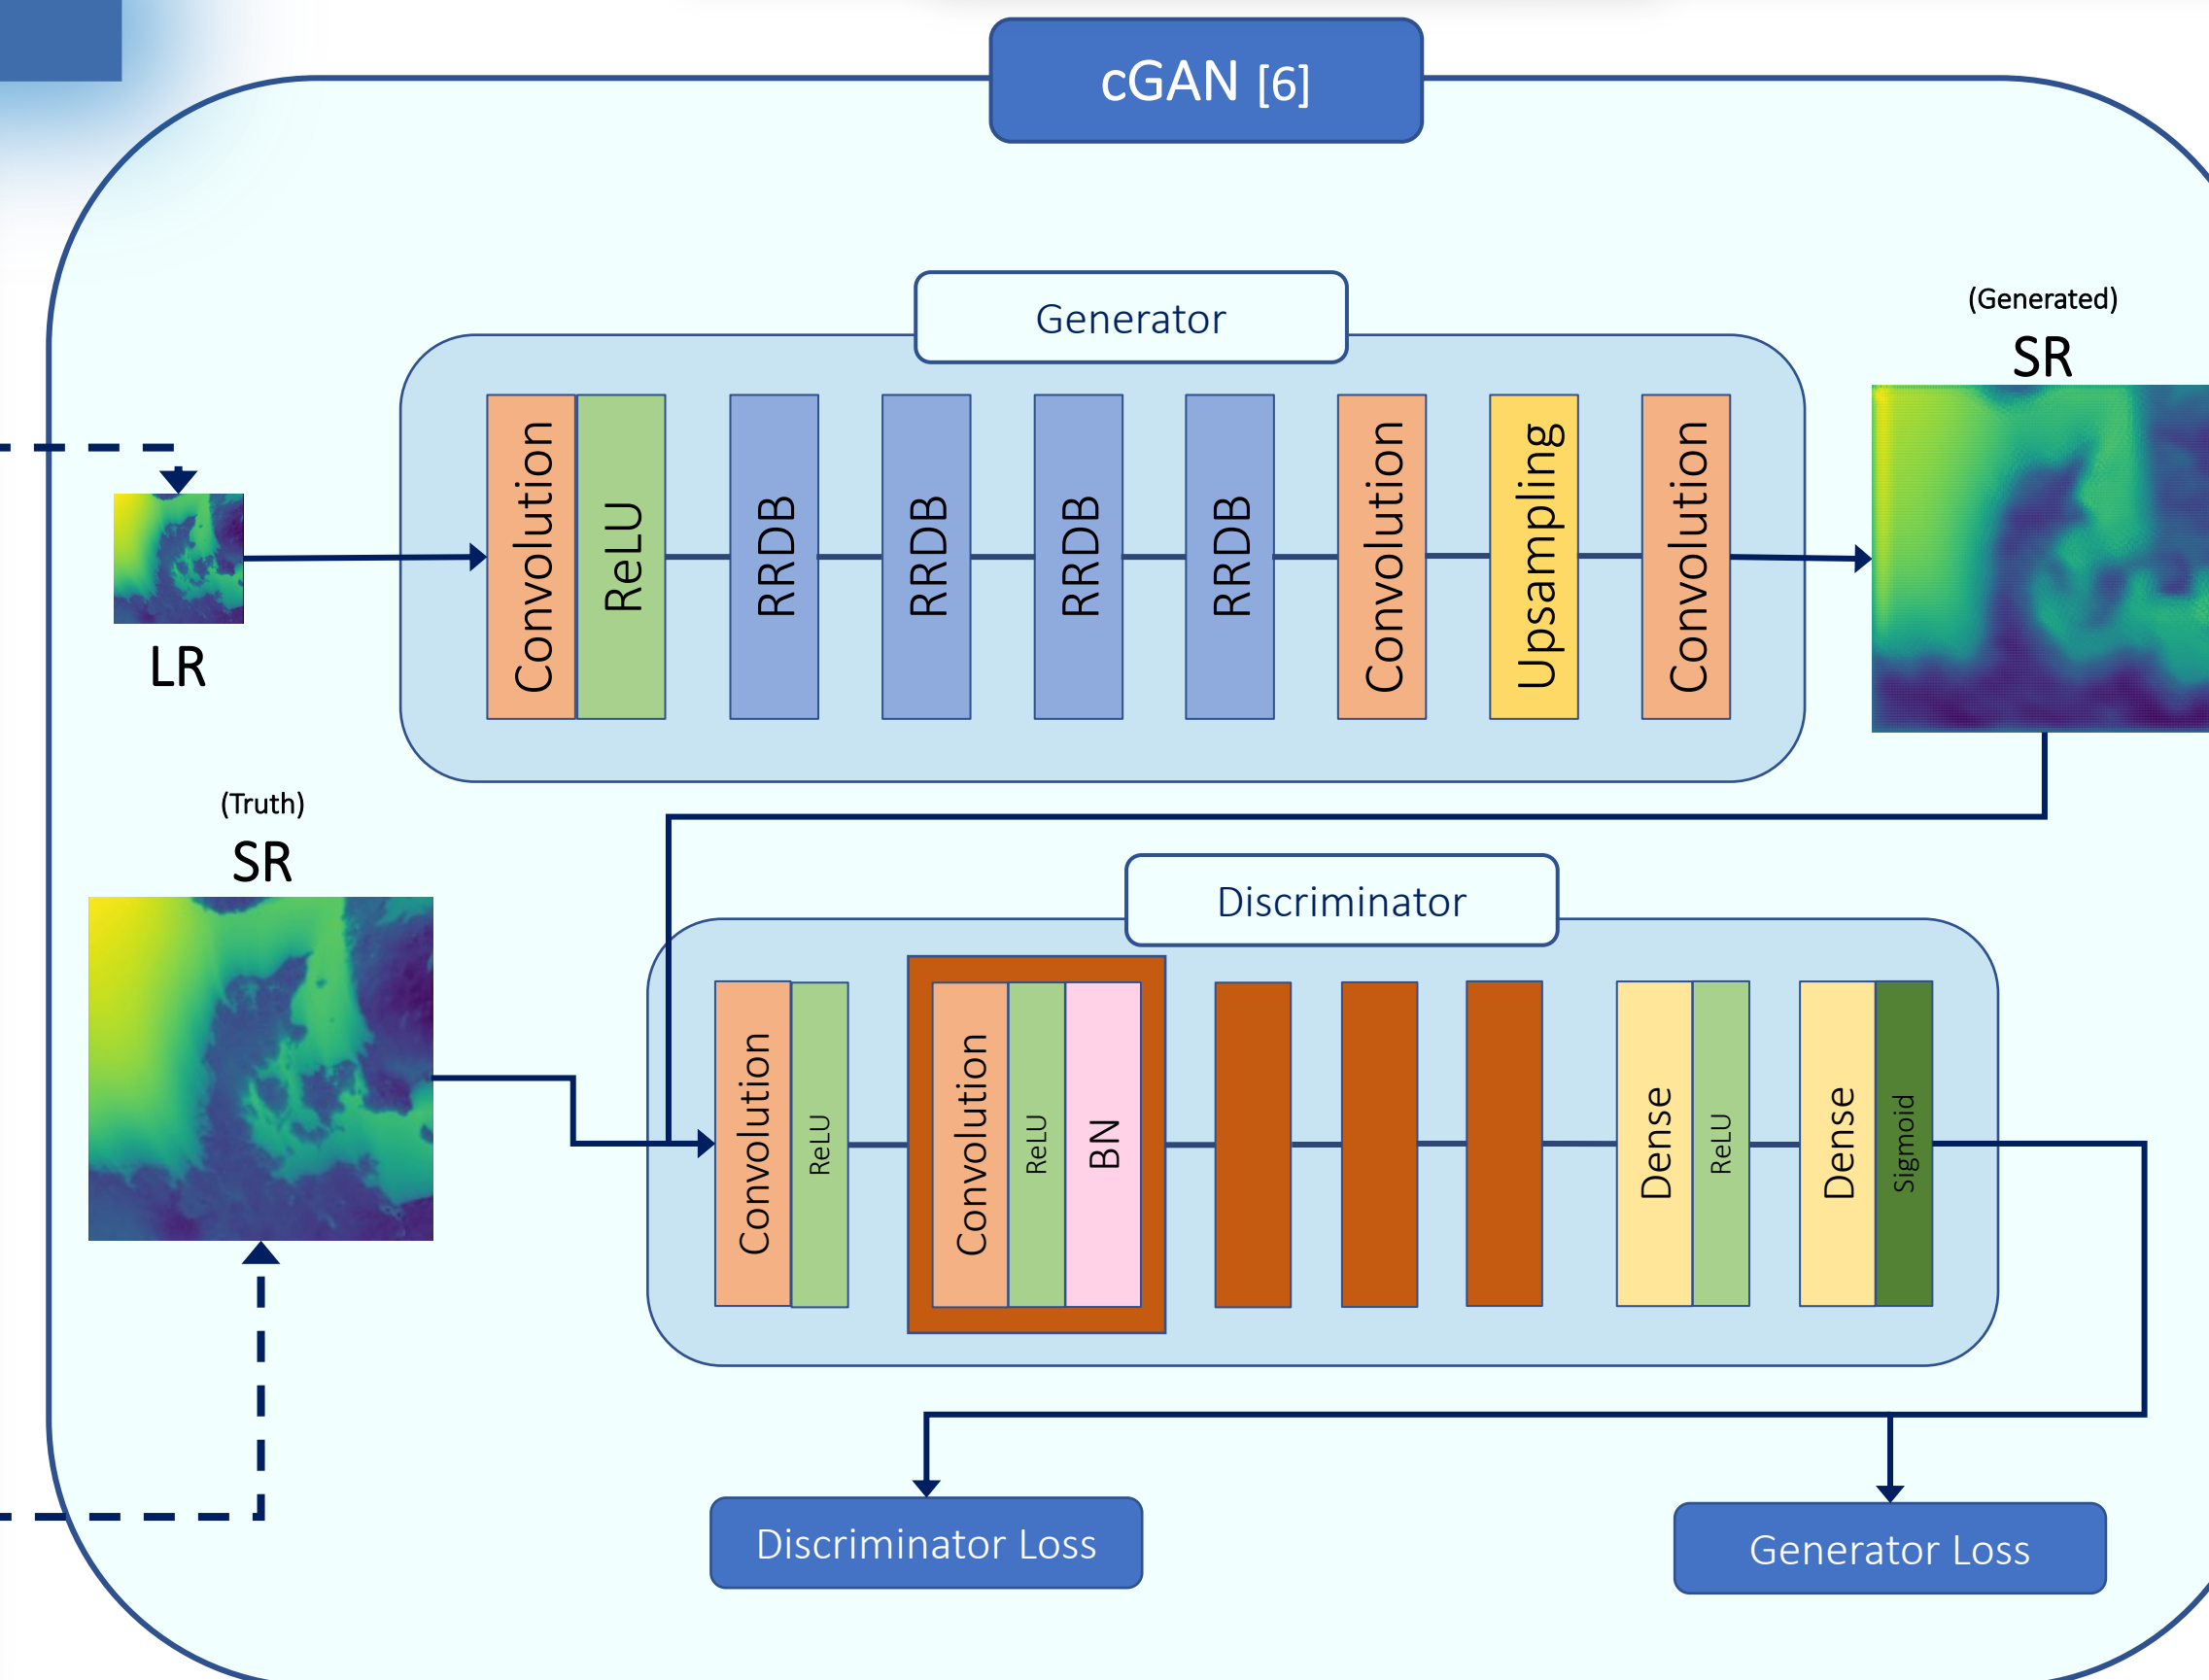 cGAN [6]
Generator
(Generated)
SR
Convolution
ReLU
RRDB
RRDB
RRDB
RRDB
Convolution
Upsampling
Convolution
LR
(Truth)
SR
Discriminator
Convolution
ReLU
Convolution
ReLU
BN
Dense
ReLU
Dense
Sigmoid
Discriminator Loss
Generator Loss